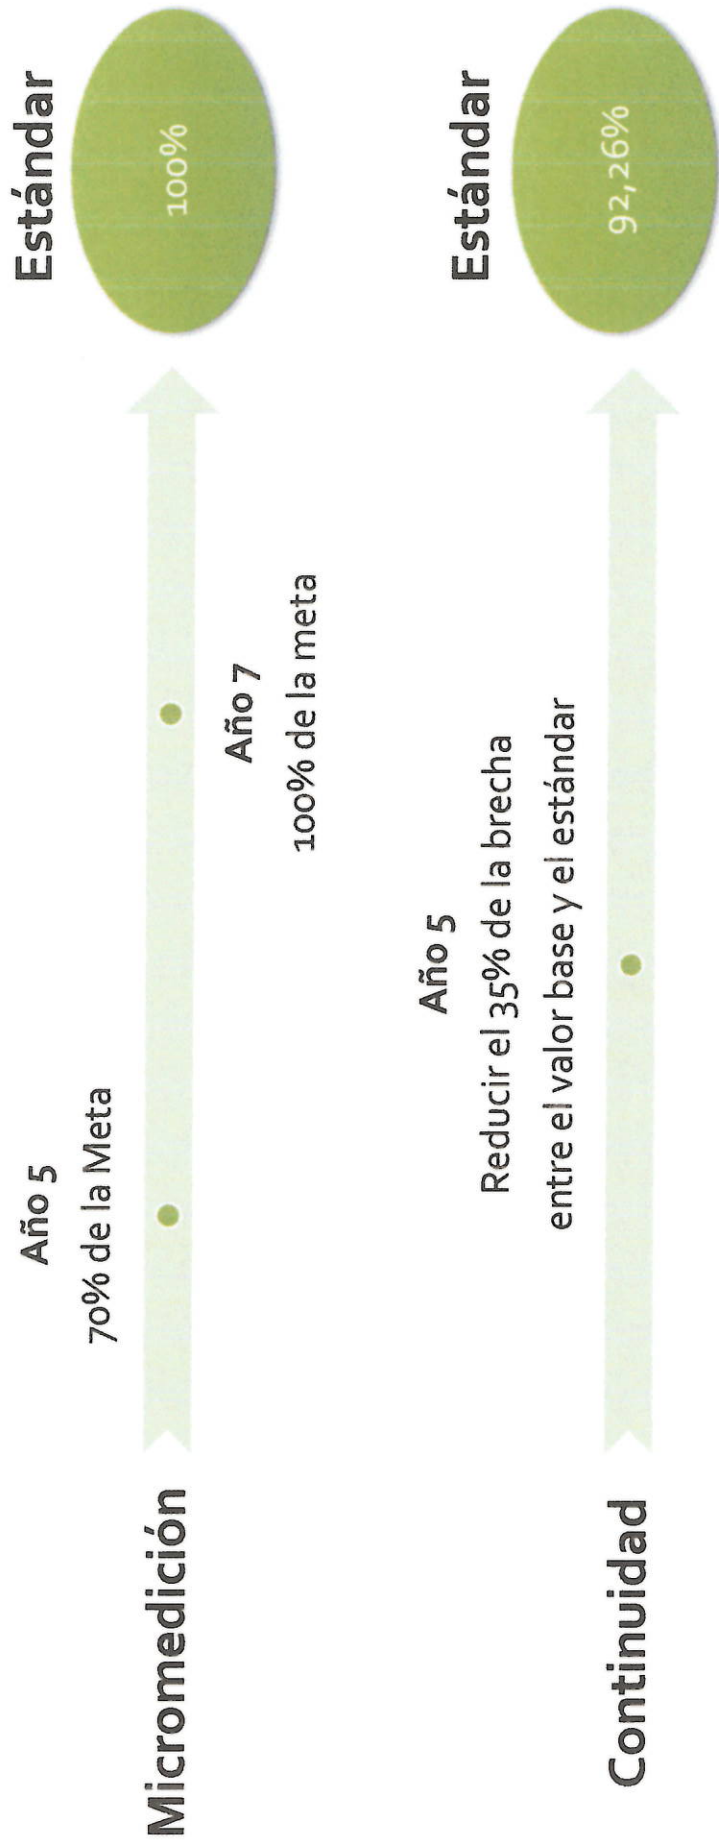 Micromedición
Año 5
70% de la Meta
Año 7
100% de la meta
Estándar
100%
Continuidad
Año 5
Reducir el 35% de la brecha
entre el valor base y el estándar
Estándar
92,26%